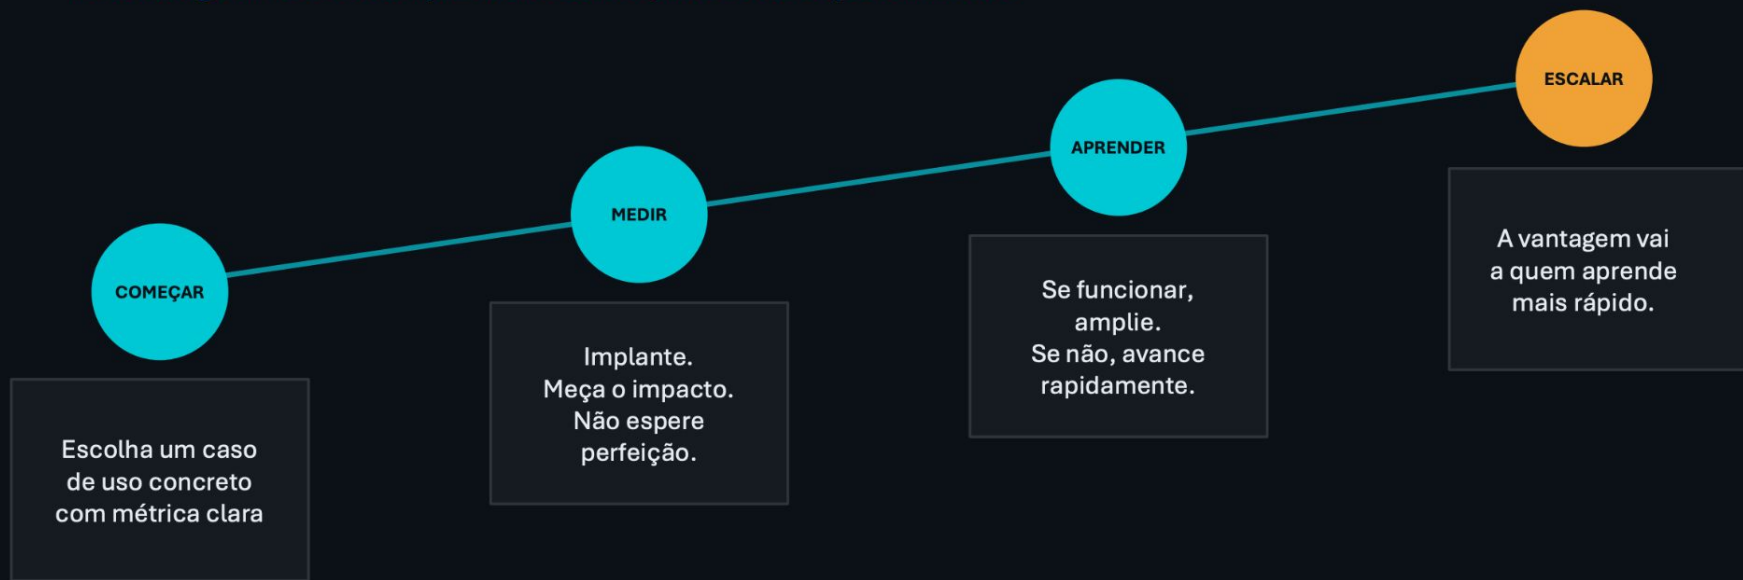 COMEÇAR
Escolha um caso
de uso concreto
com métrica clara
MEDIR
Implante.
Meça o impacto.
Não espere
perfeição.
APRENDER
Se funcionar,
amplie.
Se não, avance
rapidamente.
ESCALAR
A vantagem vai
a quem aprende
mais rápido.